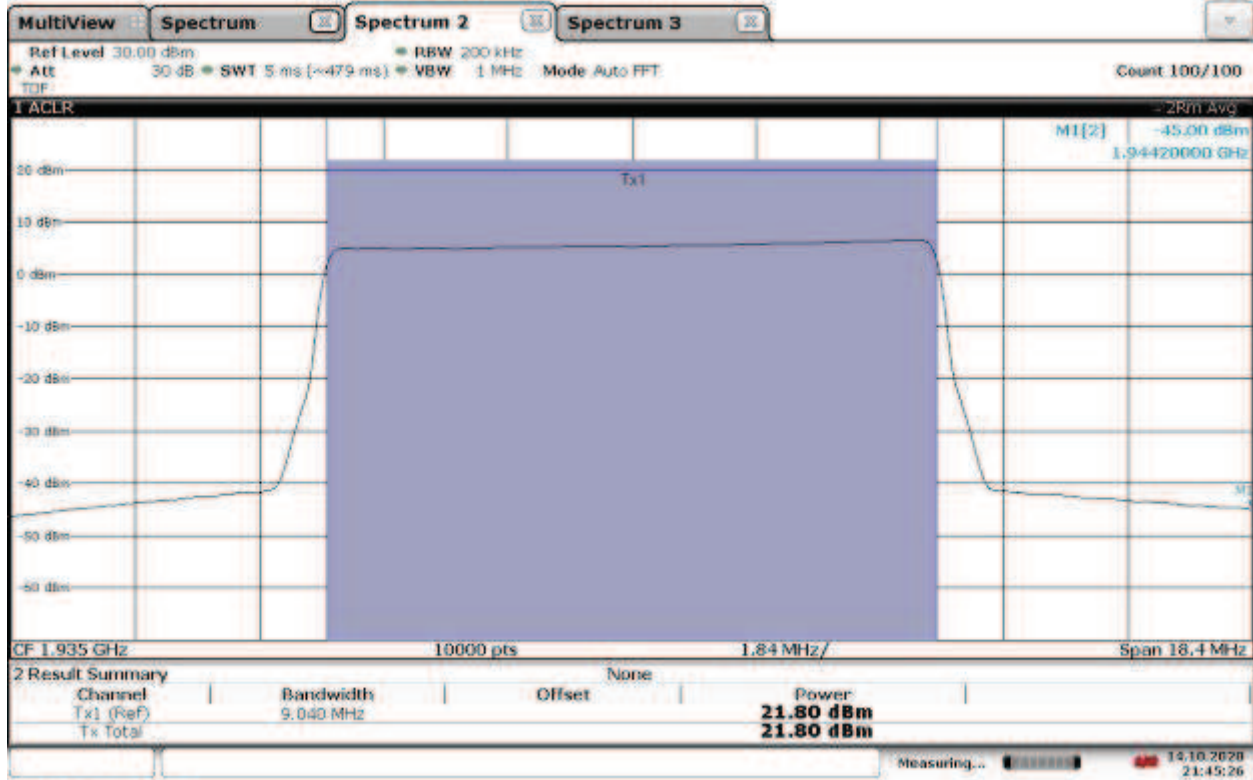 MultiView Spectrum Spectrum 2 Spectrum 3
Ref Level 30.00 dBm RBW 200 kHz
Att 30 dB SWT 5 ms (~479 ms) VBW 1 MHz Mode Auto FFT Count 100/100
TDF
1 ACLR 2Rm Avg
M1[2] -45.00 dBm
1.94420000 GHz
20 dBm
Tx1
10 dBm
0 dBm
-10 dBm
-20 dBm
-30 dBm
-40 dBm
-50 dBm
-60 dBm
CF 1.935 GHz 10000 pts 1.84 MHz/ Span 18.4 MHz
2 Result Summary None
Channel Bandwidth Offset Power
Tx1 (Ref) 9.040 MHz 21.80 dBm
Tx Total 21.80 dBm
Measuring... 14.10.2020
21:45:26